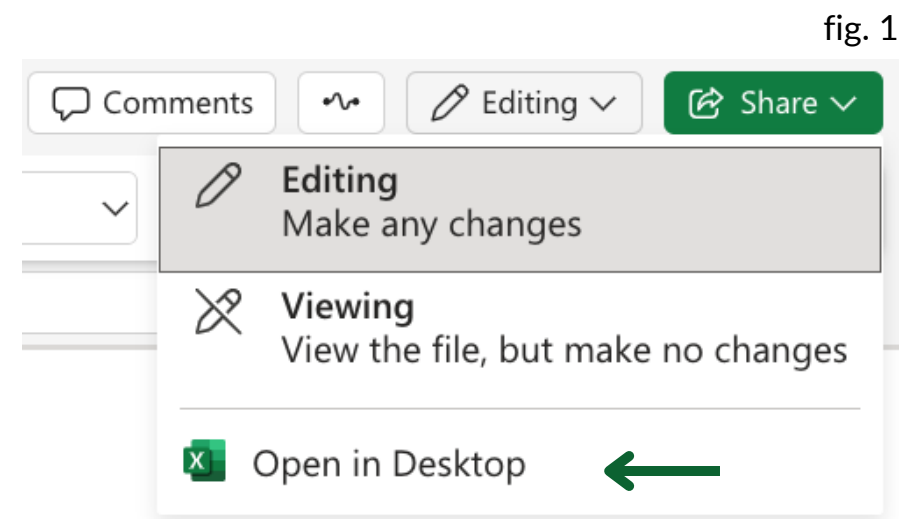 fig. 1
Comments Editing Share
Editing
Make any changes
Viewing
View the file, but make no changes
X Open in Desktop